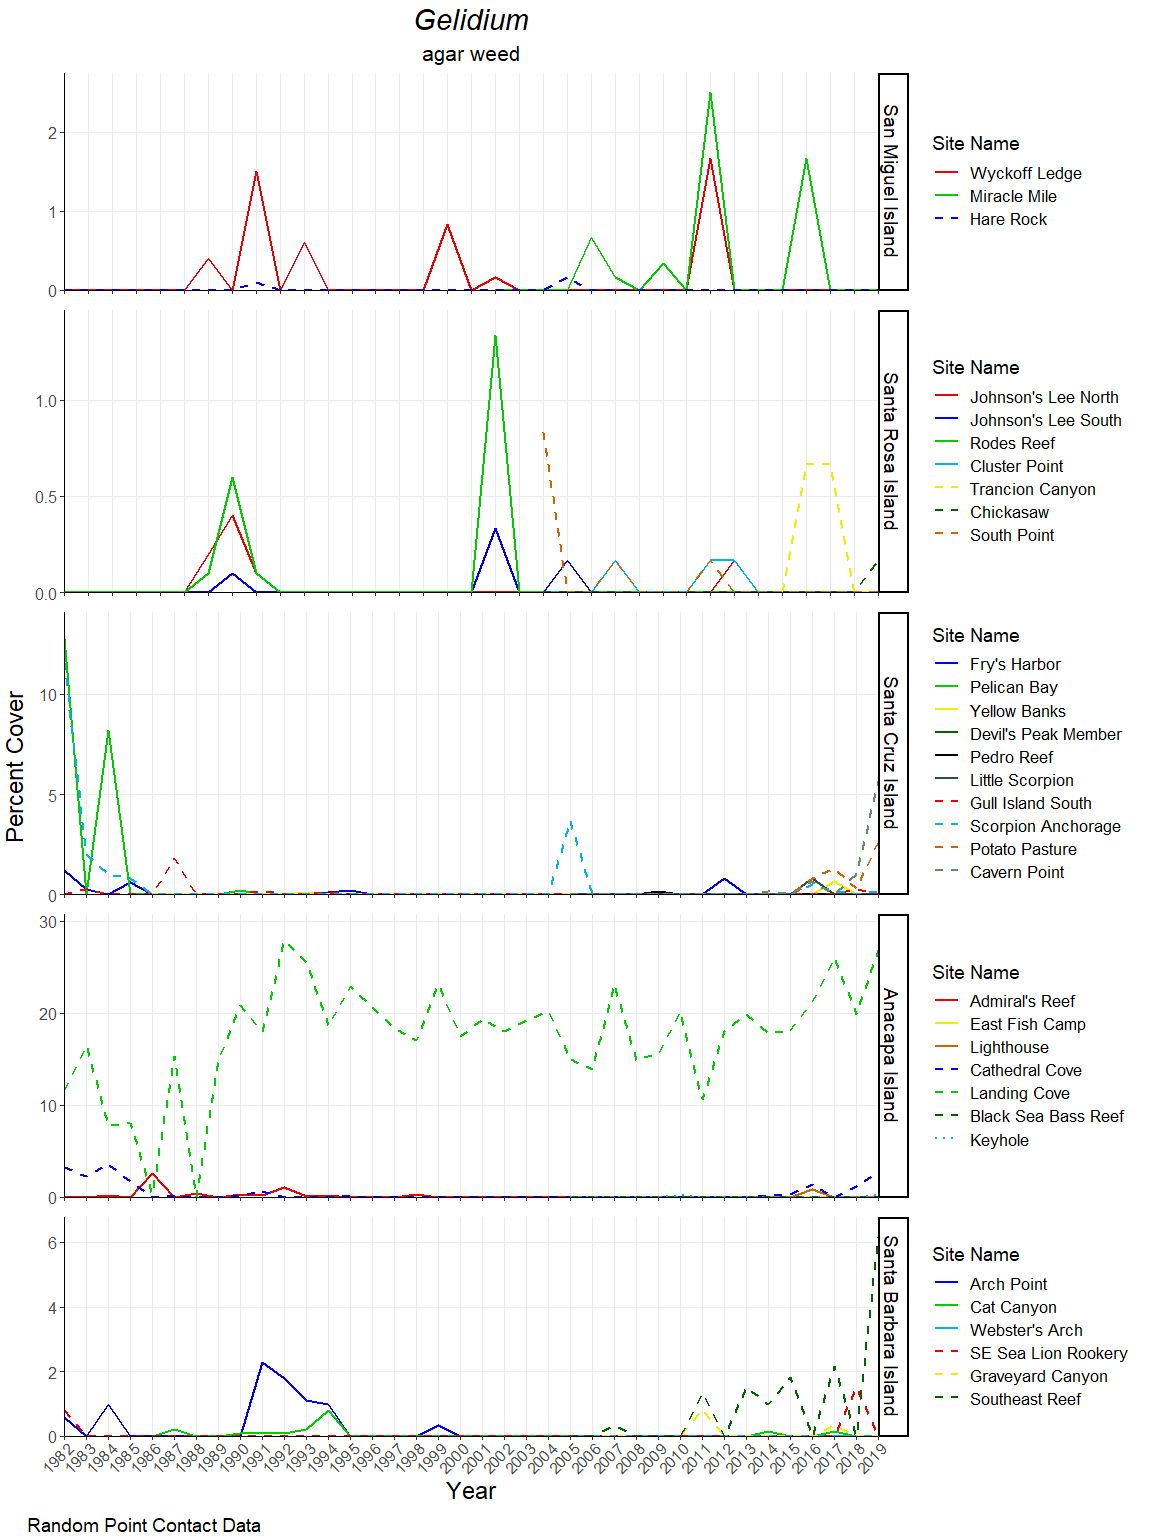 Gelidium
agar weed
San Miguel Island
2
1
0
Site Name
Wyckoff Ledge
Miracle Mile
Hare Rock
Santa Rosa Island
1.0
0.5
0.0
Site Name
Johnson's Lee North
Johnson's Lee South
Rodes Reef
Cluster Point
Trancion Canyon
Chickasaw
South Point
Santa Cruz Island
10
5
0
Site Name
Fry's Harbor
Pelican Bay
Yellow Banks
Devil's Peak Member
Pedro Reef
Little Scorpion
Gull Island South
Scorpion Anchorage
Potato Pasture
Cavern Point
Percent Cover
Anacapa Island
30
20
10
0
Site Name
Admiral's Reef
East Fish Camp
Lighthouse
Cathedral Cove
Landing Cove
Black Sea Bass Reef
Keyhole
Santa Barbara Island
6
4
2
0
Site Name
Arch Point
Cat Canyon
Webster's Arch
SE Sea Lion Rookery
Graveyard Canyon
Southeast Reef
1982 1983 1984 1985 1986 1987 1988 1989 1990 1991 1992 1993 1994 1995 1996 1997 1998 1999 2000 2001 2002 2003 2004 2005 2006 2007 2008 2009 2010 2011 2012 2013 2014 2015 2016 2017 2018 2019
Year
Random Point Contact Data